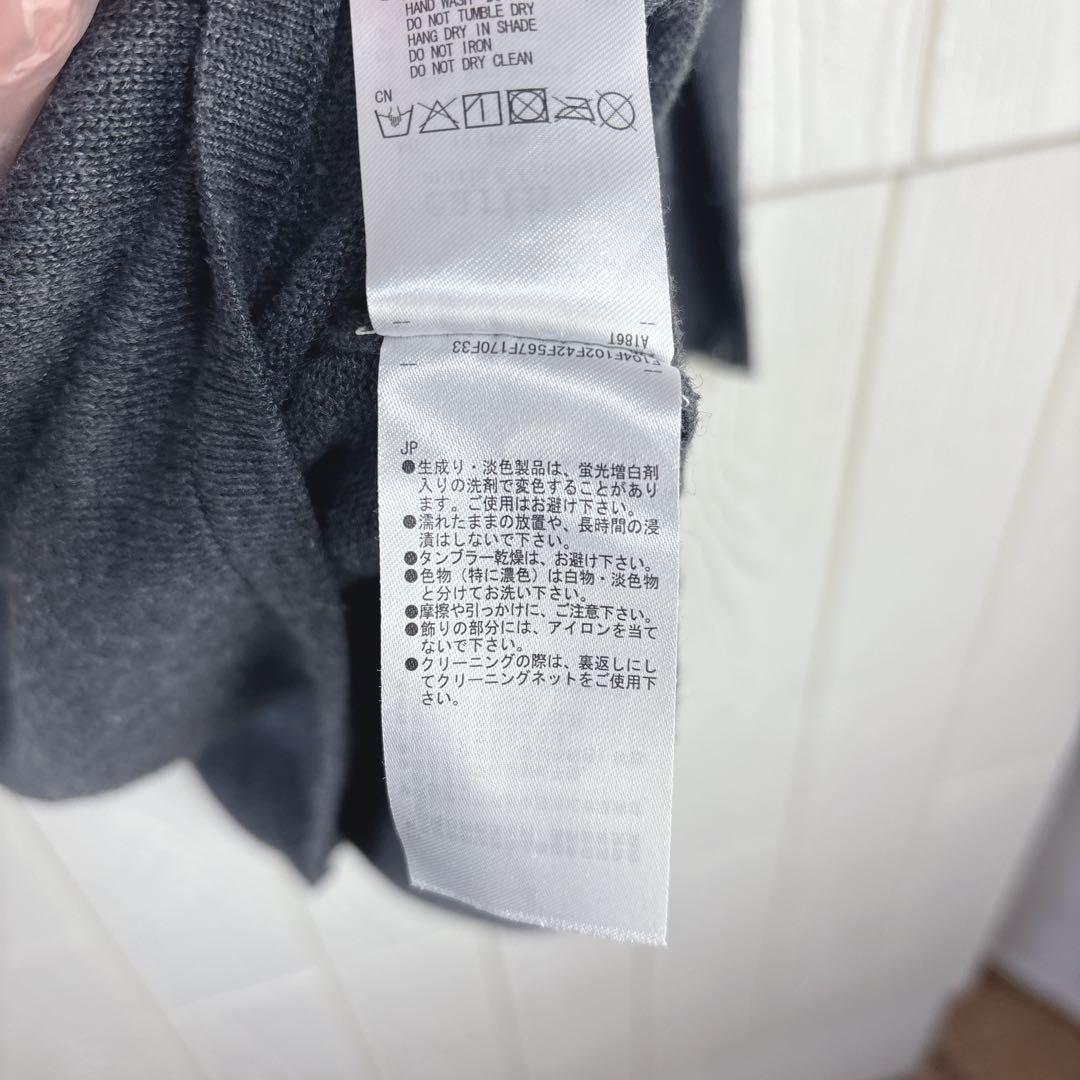 HAND WASH
DO NOT TUMBLE DRY
HANG DRY IN SHADE
DO NOT IRON
DO NOT DRY CLEAN
CN
A186T
F104F102F42F567F170F33
JP
●生成り・淡色製品は、蛍光増白剤
入りの洗剤で変色することがあり
ます。ご使用はお避け下さい。
●濡れたままの放置や、長時間の浸
漬はしないで下さい。
●タンブラー乾燥は、お避け下さい。
●色物（特に濃色）は白物・淡色物
と分けてお洗い下さい。
●摩擦や引っかけに、ご注意下さい。
●飾りの部分には、アイロンを当て
ないで下さい。
●クリーニングの際は、裏返しにし
てクリーニングネットをご使用下
さい。